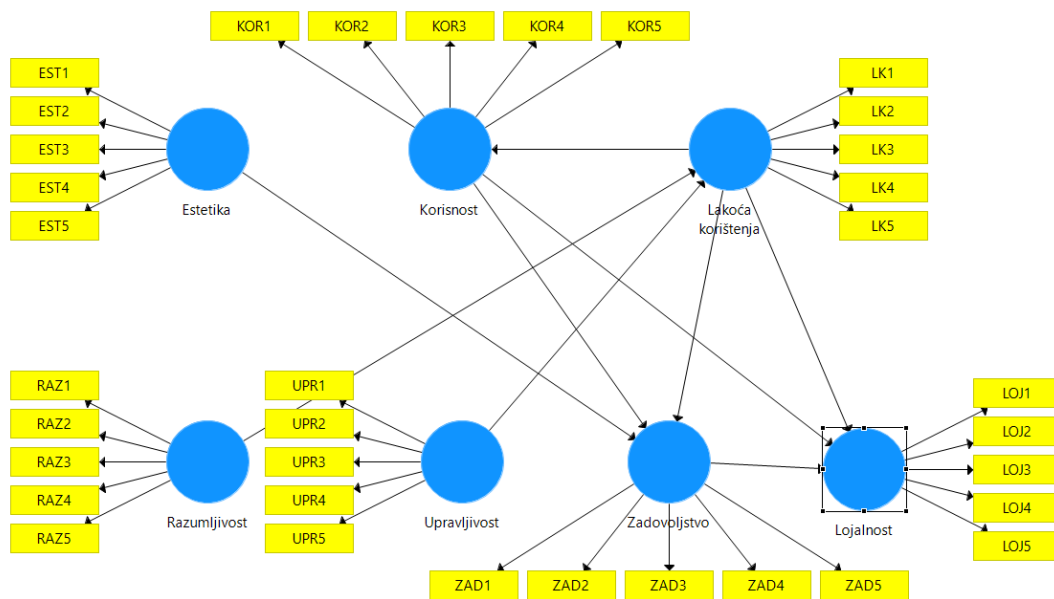 KOR1
KOR2
KOR3
KOR4
KOR5
EST1
EST2
EST3
EST4
EST5
Estetika
Korisnost
Lakoća
korištenja
LK1
LK2
LK3
LK4
LK5
RAZ1
RAZ2
RAZ3
RAZ4
RAZ5
Razumljivost
UPR1
UPR2
UPR3
UPR4
UPR5
Upravljivost
Zadovoljstvo
Lojalnost
LOJ1
LOJ2
LOJ3
LOJ4
LOJ5
ZAD1
ZAD2
ZAD3
ZAD4
ZAD5